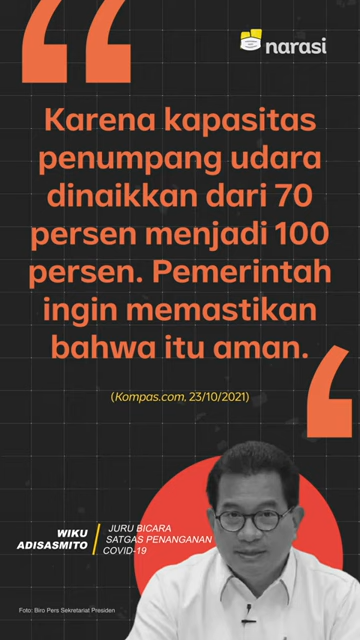 narasi
Karena kapasitas
penumpang udara
dinaikkan dari 70
persen menjadi 100
persen. Pemerintah
ingin memastikan
bahwa itu aman.
(Kompas.com, 23/10/2021)
WIKU
ADISASMITO
JURU BICARA
SATGAS PENANGANAN
COVID-19
Foto: Biro Pers Sekretariat Presiden